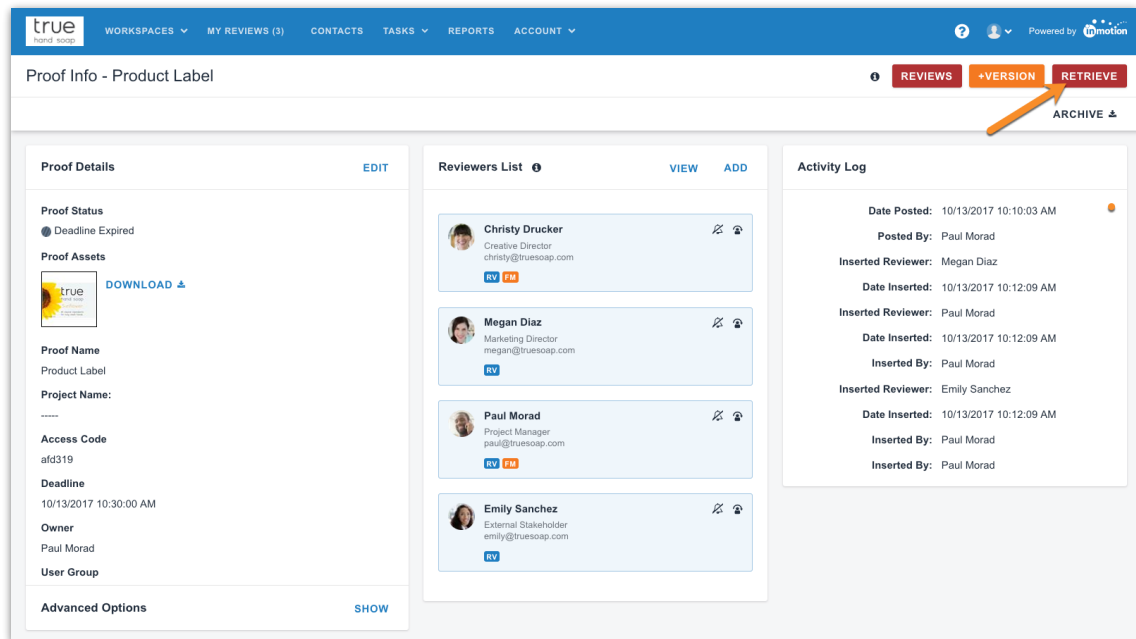 true
hand soap
WORKSPACES MY REVIEWS (3) CONTACTS TASKS REPORTS ACCOUNT
? Powered by inmotion
Proof Info - Product Label
REVIEWS +VERSION RETRIEVE
ARCHIVE
Proof Details EDIT
Proof Status
Deadline Expired
Proof Assets
true
hand soap
DOWNLOAD
Proof Name
Product Label
Project Name:
-----
Access Code
afd319
Deadline
10/13/2017 10:30:00 AM
Owner
Paul Morad
User Group
Advanced Options SHOW
Reviewers List VIEW ADD
Christy Drucker
Creative Director
christy@truesoap.com
RV FM
Megan Diaz
Marketing Director
megan@truesoap.com
RV
Paul Morad
Project Manager
paul@truesoap.com
RV FM
Emily Sanchez
External Stakeholder
emily@truesoap.com
RV
Activity Log
Date Posted: 10/13/2017 10:10:03 AM
Posted By: Paul Morad
Inserted Reviewer: Megan Diaz
Date Inserted: 10/13/2017 10:12:09 AM
Inserted Reviewer: Paul Morad
Date Inserted: 10/13/2017 10:12:09 AM
Inserted By: Paul Morad
Inserted Reviewer: Emily Sanchez
Date Inserted: 10/13/2017 10:12:09 AM
Inserted By: Paul Morad
Inserted By: Paul Morad